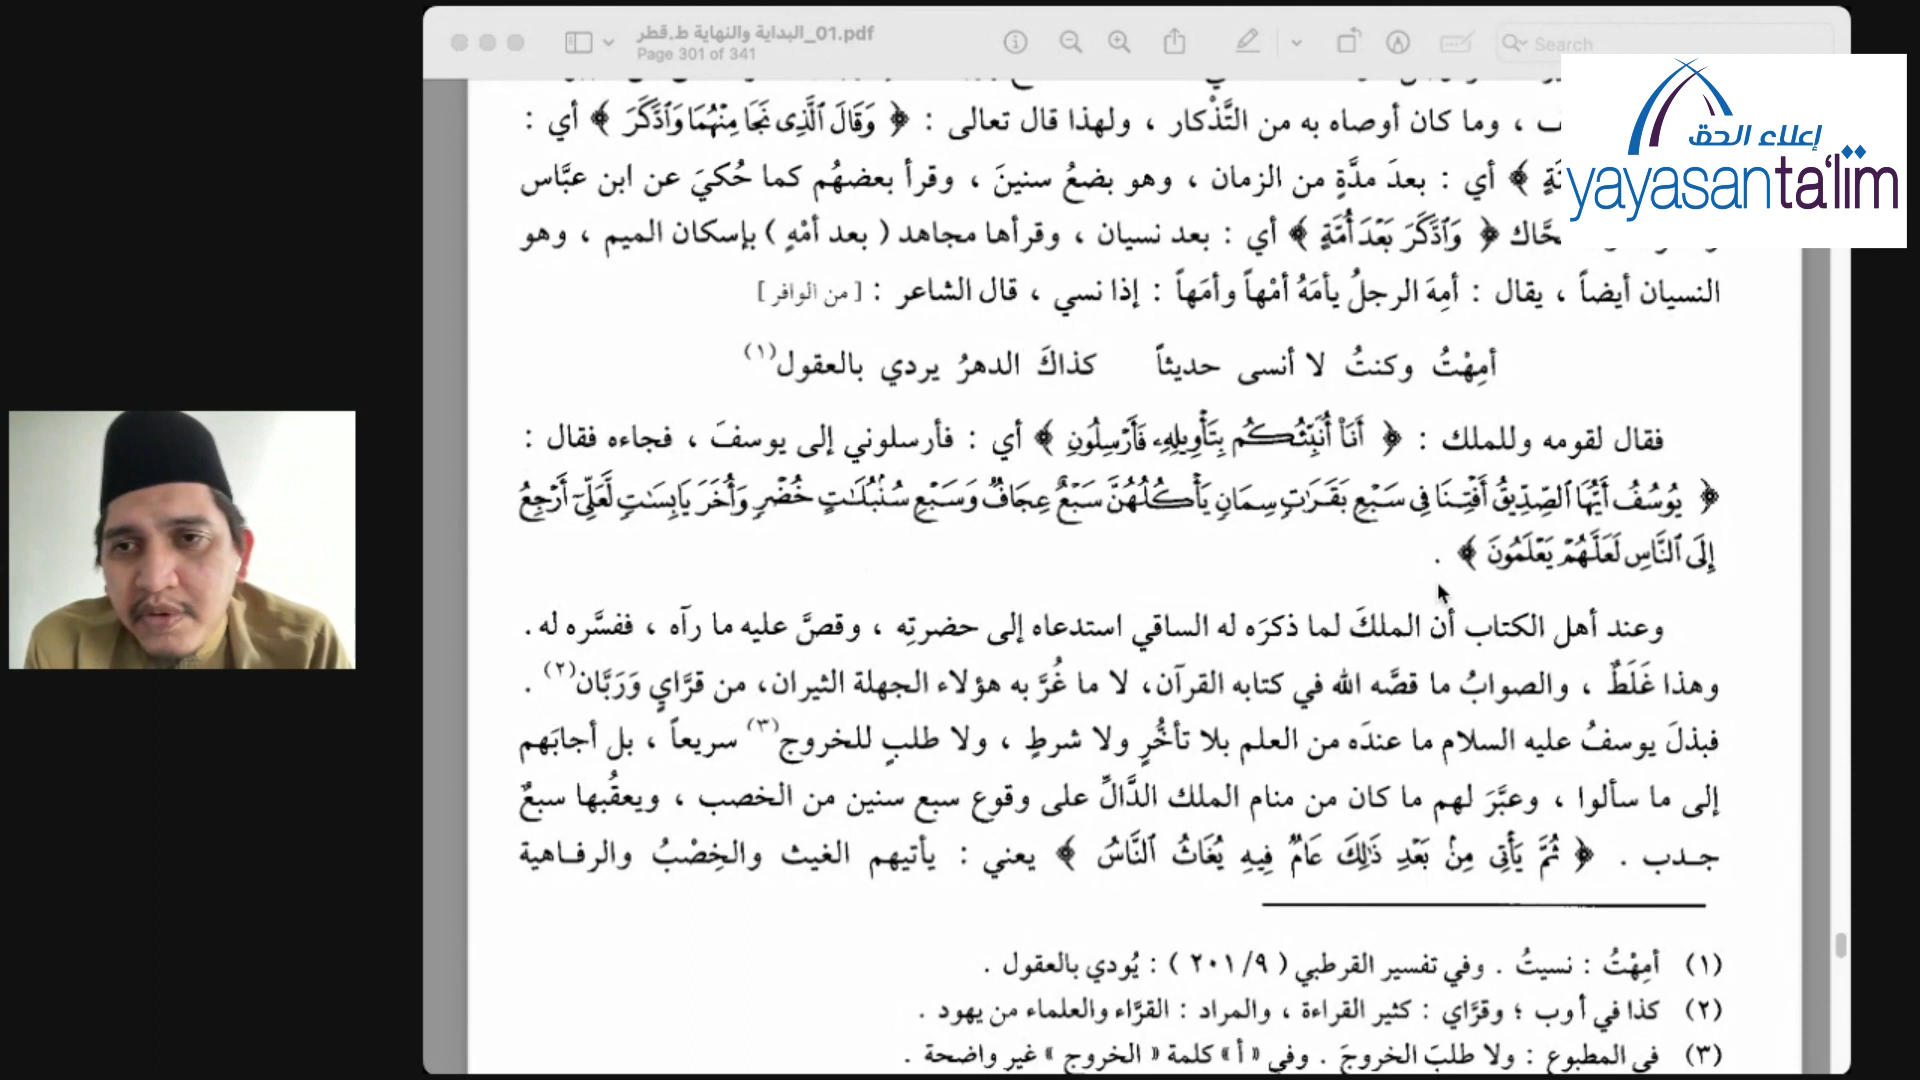 البداية والنهاية ط.قطر_01.pdf
Page 301 of 341
Search
إعلاء الحق
yayasanta'lim
، وما كان أوصاه به من التَّذْكار ، ولهذا قال تعالى : ﴿ وَقَالَ ٱلَّذِى نَجَا مِنْهُمَا وَٱدَّكَرَ ﴾ أي :
﴾ أي : بعدَ مدَّةٍ من الزمان ، وهو بضعُ سنينَ ، وقرأ بعضهُم كما حُكيَ عن ابن عبَّاس
﴿ وَٱدَّكَرَ بَعْدَ أُمَّةٍ ﴾ أي : بعد نسيان ، وقرأها مجاهد ( بعد أمْهٍ ) بإسكان الميم ، وهو
النسيان أيضاً ، يقال : أمِهَ الرجلُ يأمَهُ أمْهاً وأمَهاً : إذا نسي ، قال الشاعر : [ من الوافر ]
أمِهْتُ وكنتُ لا أنسى حديثاً كذاكَ الدهرُ يردي بالعقول(١)
فقال لقومه وللملك : ﴿ أَنَا۠ أُنَبِّئُكُم بِتَأْوِيلِهِۦ فَأَرْسِلُونِ ﴾ أي : فأرسلوني إلى يوسفَ ، فجاءه فقال :
﴿ يُوسُفُ أَيُّهَا ٱلصِّدِّيقُ أَفْتِنَا فِى سَبْعِ بَقَرَٰتٍ سِمَانٍ يَأْكُلُهُنَّ سَبْعٌ عِجَافٌ وَسَبْعِ سُنۢبُلَٰتٍ خُضْرٍ وَأُخَرَ يَابِسَٰتٍ لَّعَلِّىٓ أَرْجِعُ
إِلَى ٱلنَّاسِ لَعَلَّهُمْ يَعْلَمُونَ ﴾ .
وعند أهل الكتاب أن الملكَ لما ذكرَه له الساقي استدعاه إلى حضرتِه ، وقصَّ عليه ما رآه ، ففسَّره له .
وهذا غَلَطٌ ، والصوابُ ما قصَّه الله في كتابه القرآن، لا ما غُرَّ به هؤلاء الجهلة الثيران، من قرَّايٍ وَرَبَّان(٢) .
فبذلَ يوسفُ عليه السلام ما عندَه من العلم بلا تأخُّرٍ ولا شرطٍ ، ولا طلبٍ للخروج(٣) سريعاً ، بل أجابَهم
إلى ما سألوا ، وعبَّرَ لهم ما كان من منام الملك الدَّالِّ على وقوع سبع سنين من الخصب ، ويعقُبها سبعٌ
جـدب . ﴿ ثُمَّ يَأْتِى مِنۢ بَعْدِ ذَٰلِكَ عَامٌ فِيهِ يُغَاثُ ٱلنَّاسُ ﴾ يعني : يأتيهم الغيث والخِصْبُ والرفـاهية
(١) أمِهْتُ : نسيتُ . وفي تفسير القرطبي ( ٩/ ٢٠١ ) : يُودي بالعقول .
(٢) كذا في أ وب ؛ وقرَّاي : كثير القراءة ، والمراد : القرَّاء والعلماء من يهود .
(٣) في المطبوع : ولا طلبَ الخروجَ . وفي « أ » كلمة « الخروج » غير واضحة .